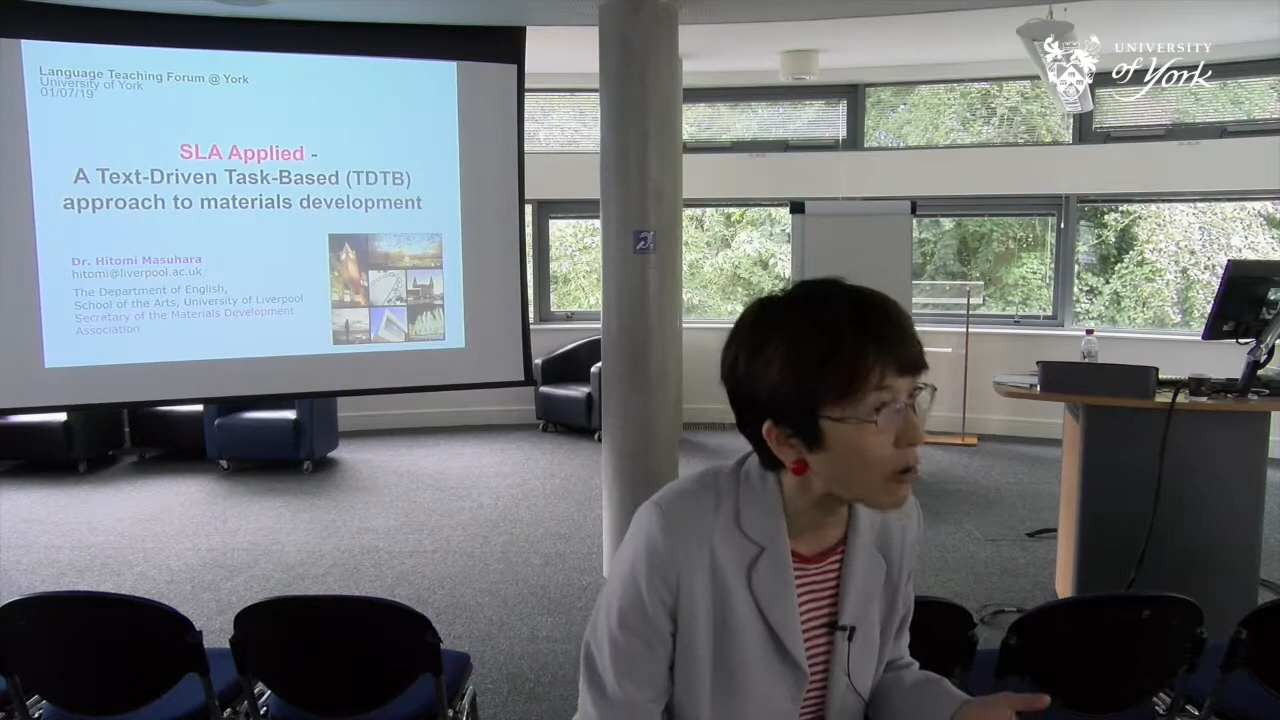 Language Teaching Forum @ York
University of York
01/07/19
SLA Applied -
A Text-Driven Task-Based (TDTB)
approach to materials development
Dr. Hitomi Masuhara
hitomi@liverpool.ac.uk
The Department of English,
School of the Arts, University of Liverpool
Secretary of the Materials Development
Association
UNIVERSITY
of York